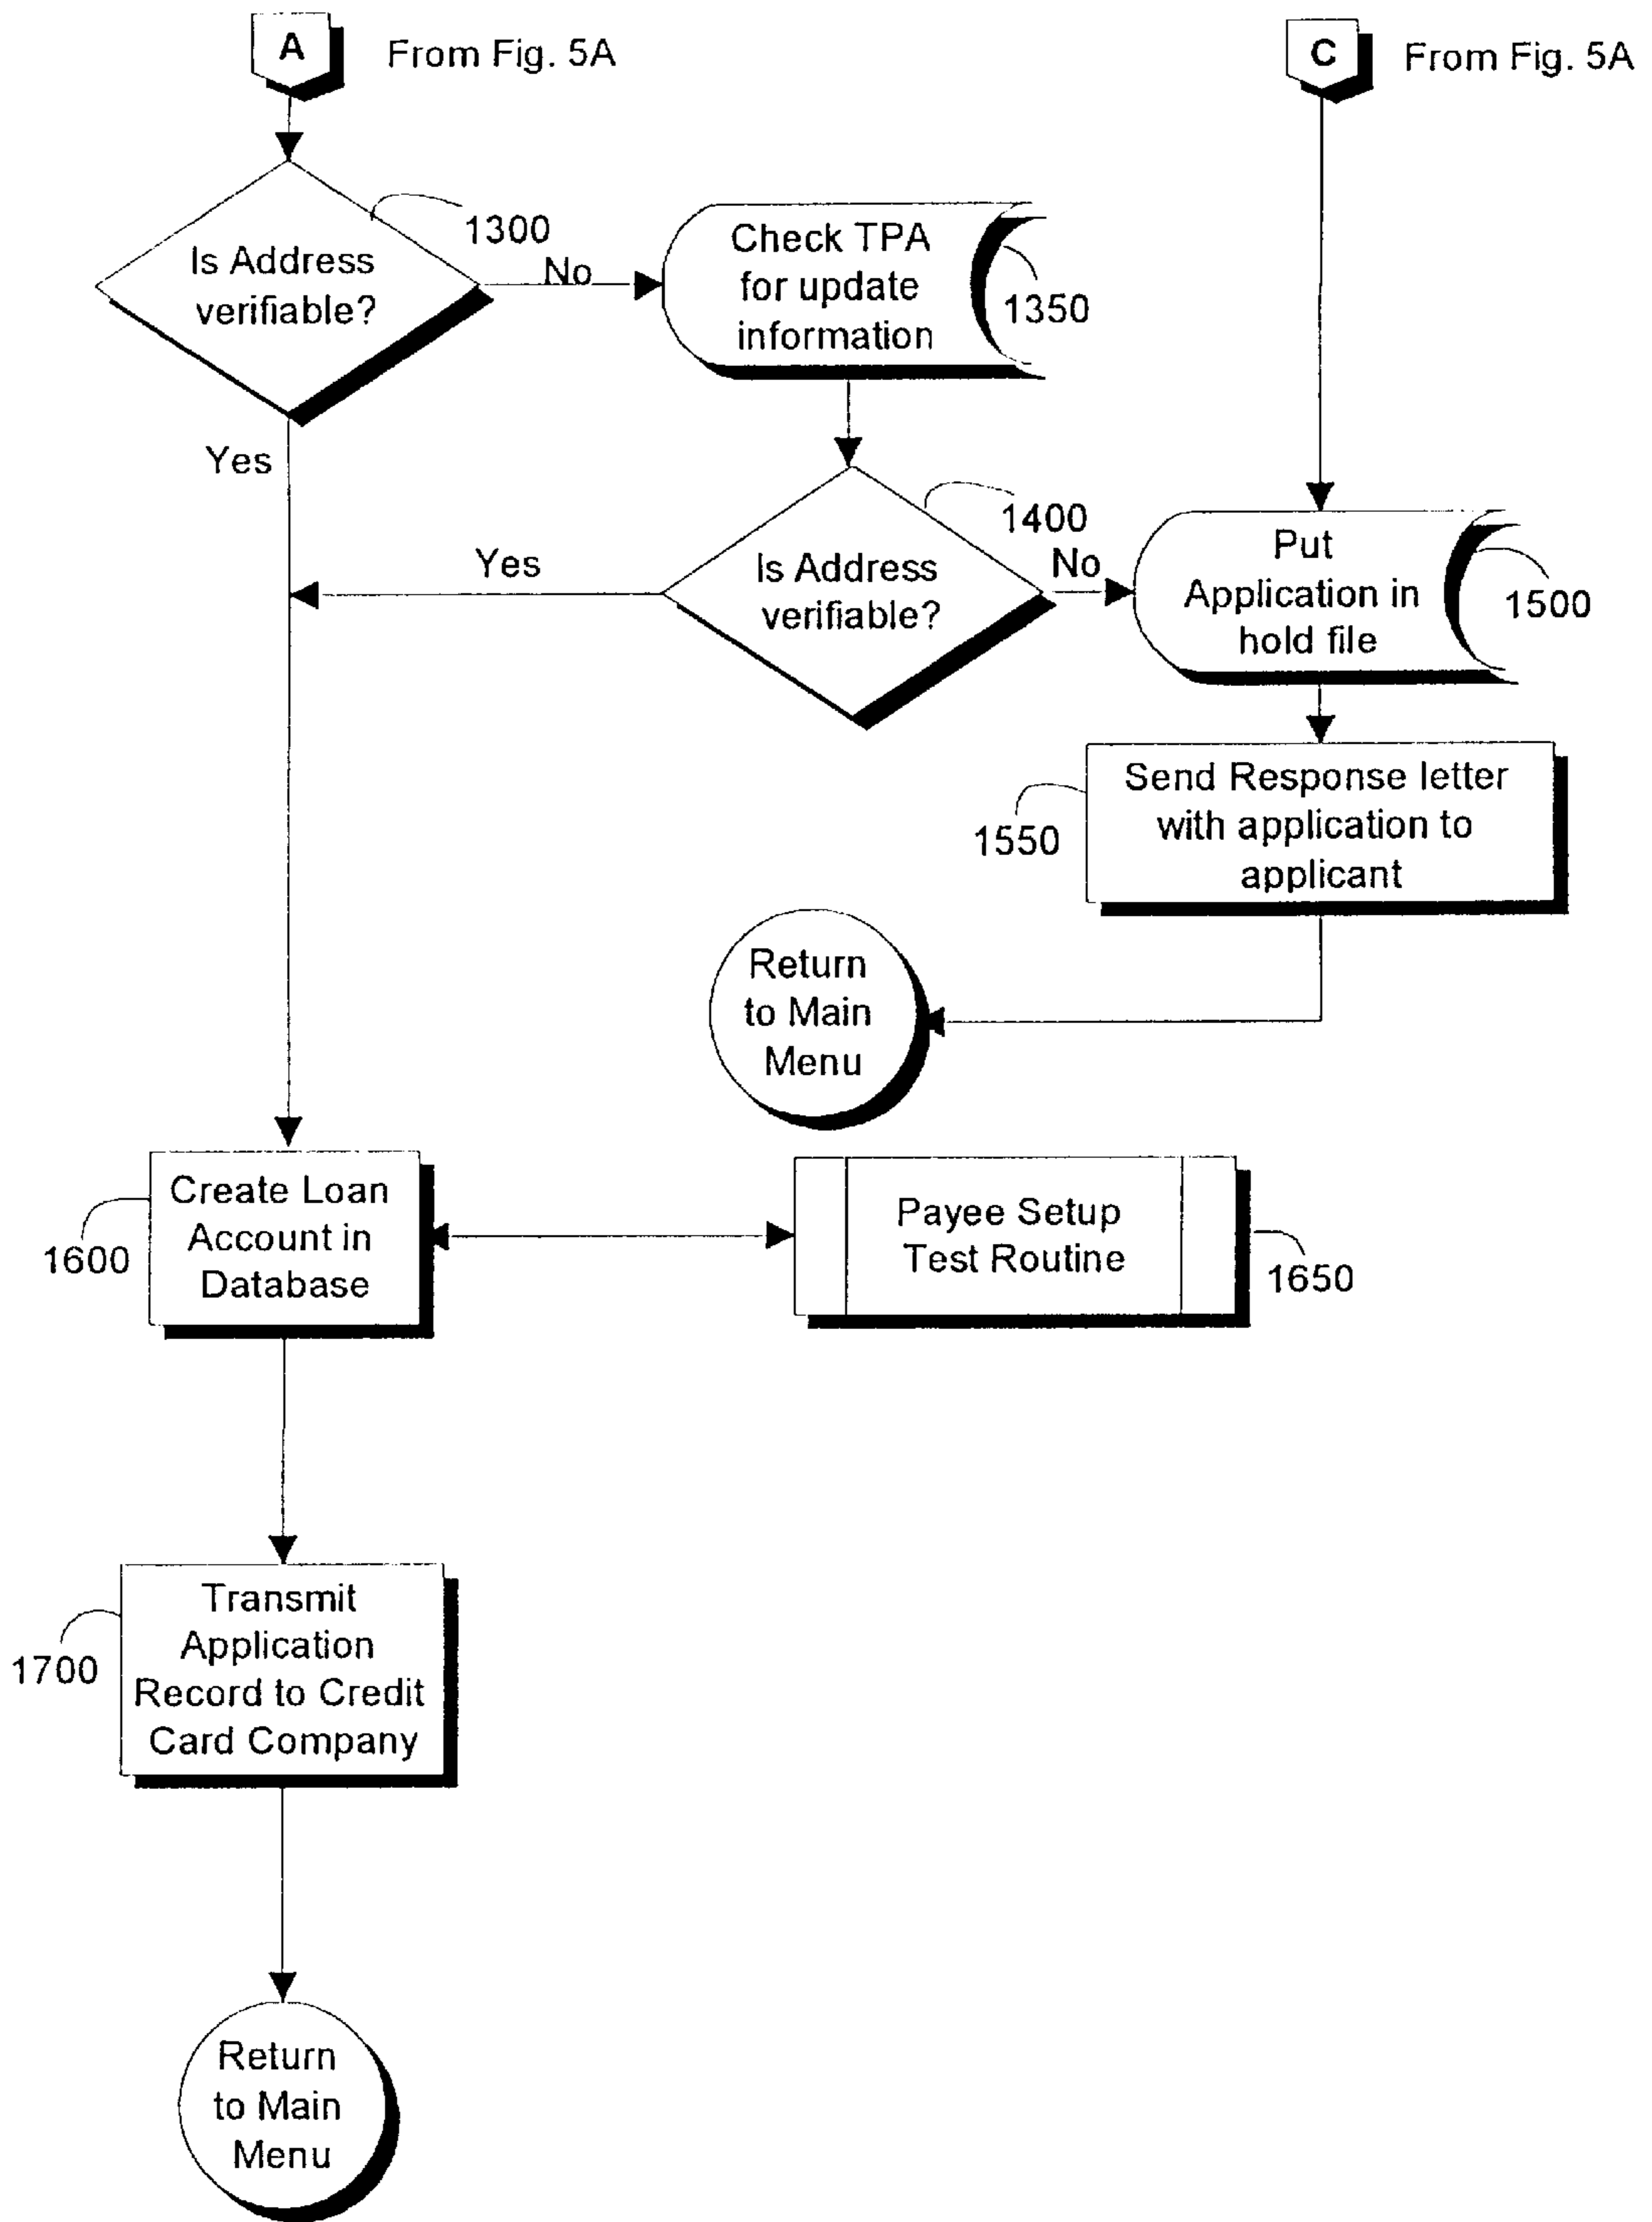 A
From Fig. 5A
C
From Fig. 5A
1300
Is Address
verifiable?
No
Check TPA
for update
information
1350
Yes
1400
Yes
Is Address
verifiable?
No
Put
Application in
hold file
1500
Send Response letter
with application to
applicant
1550
Return
to Main
Menu
Create Loan
Account in
Database
1600
Payee Setup
Test Routine
1650
Transmit
Application
Record to Credit
Card Company
1700
Return
to Main
Menu